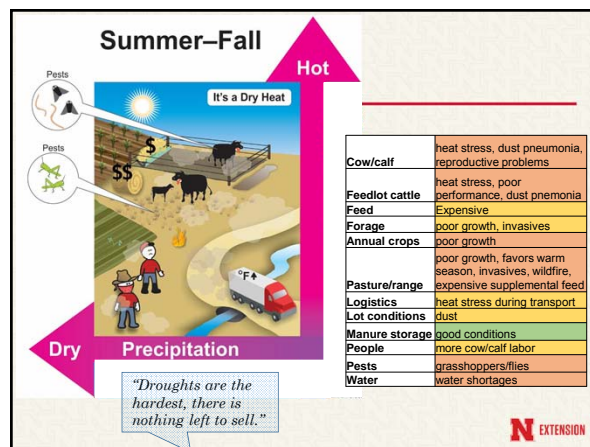 Summer–Fall
Hot
Pests
It's a Dry Heat
Pests
$
$$
°F
Dry
Precipitation
"Droughts are the
hardest, there is
nothing left to sell."
Cow/calf heat stress, dust pneumonia,
reproductive problems
Feedlot cattle heat stress, poor
performance, dust pnemonia
Feed Expensive
Forage poor growth, invasives
Annual crops poor growth
Pasture/range poor growth, favors warm
season, invasives, wildfire,
expensive supplemental feed
Logistics heat stress during transport
Lot conditions dust
Manure storage good conditions
People more cow/calf labor
Pests grasshoppers/flies
Water water shortages
N EXTENSION